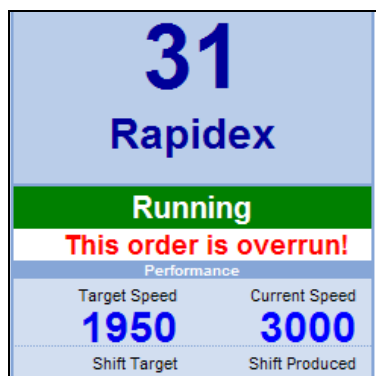 31
Rapidex
Running
This order is overrun!
Performance
Target Speed Current Speed
1950 3000
Shift Target Shift Produced